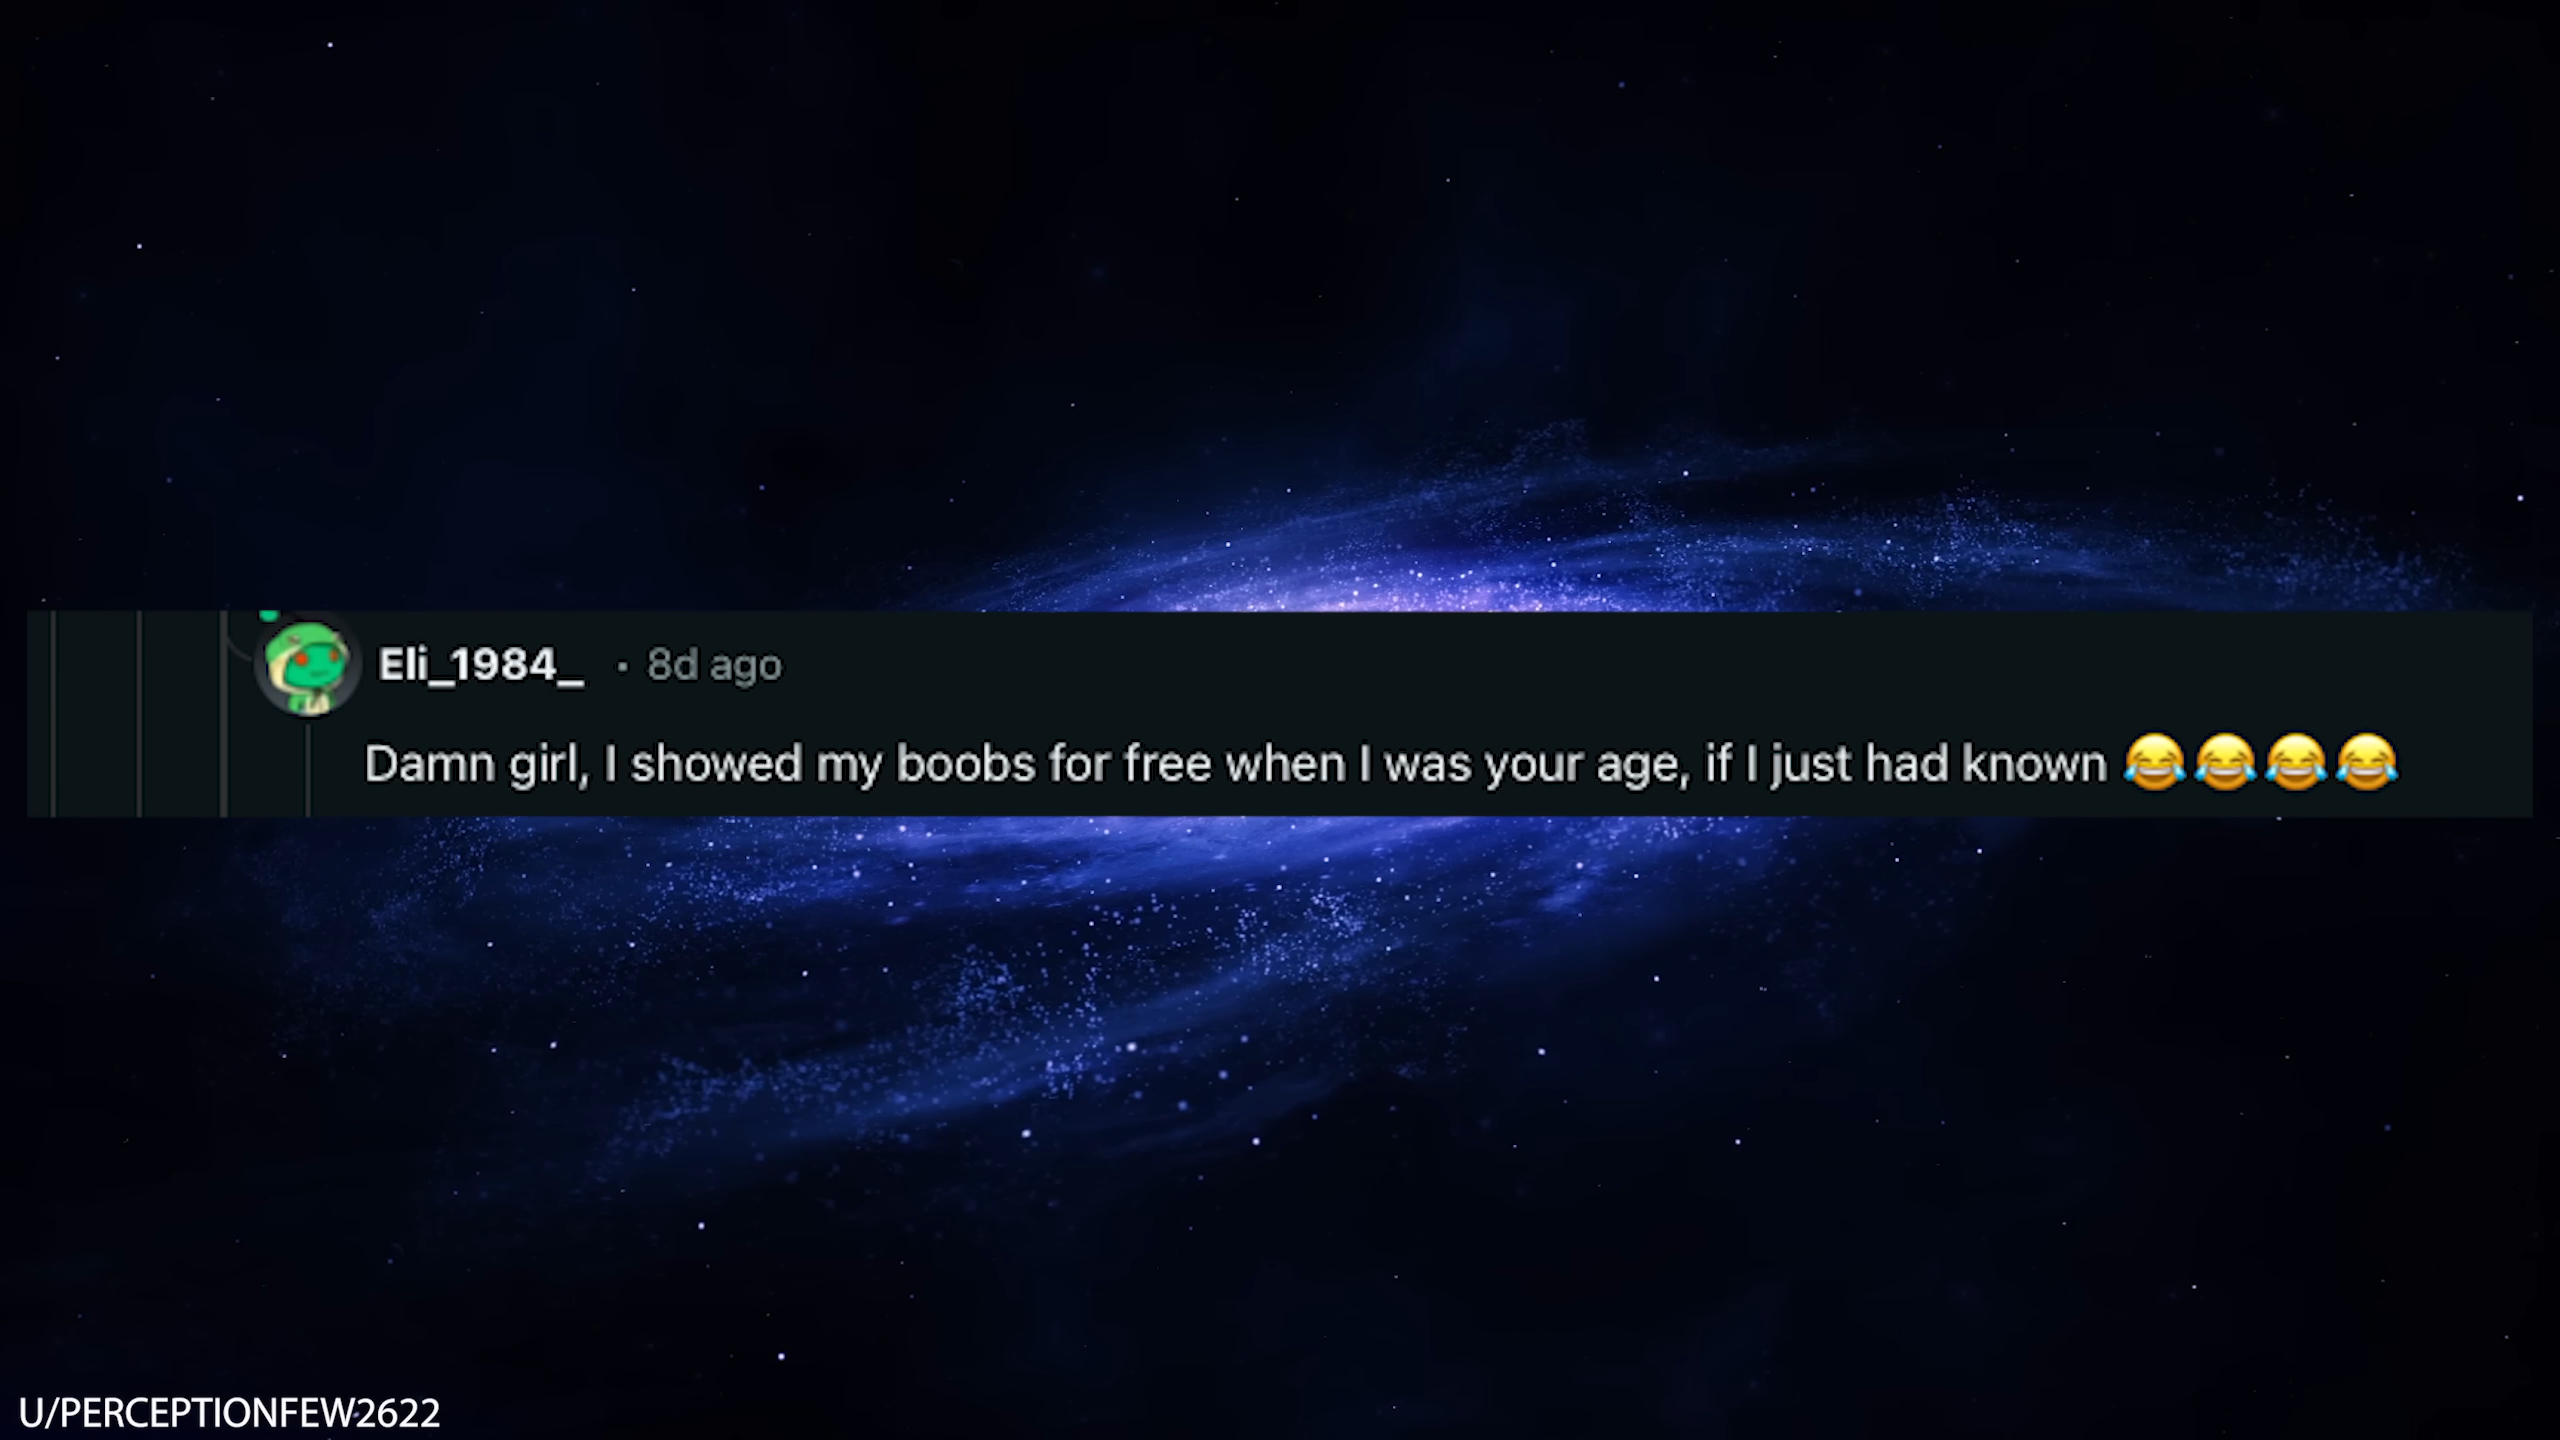 Eli_1984_ · 8d ago
Damn girl, I showed my boobs for free when I was your age, if I just had known 😂😂😂😂
U/PERCEPTIONFEW2622